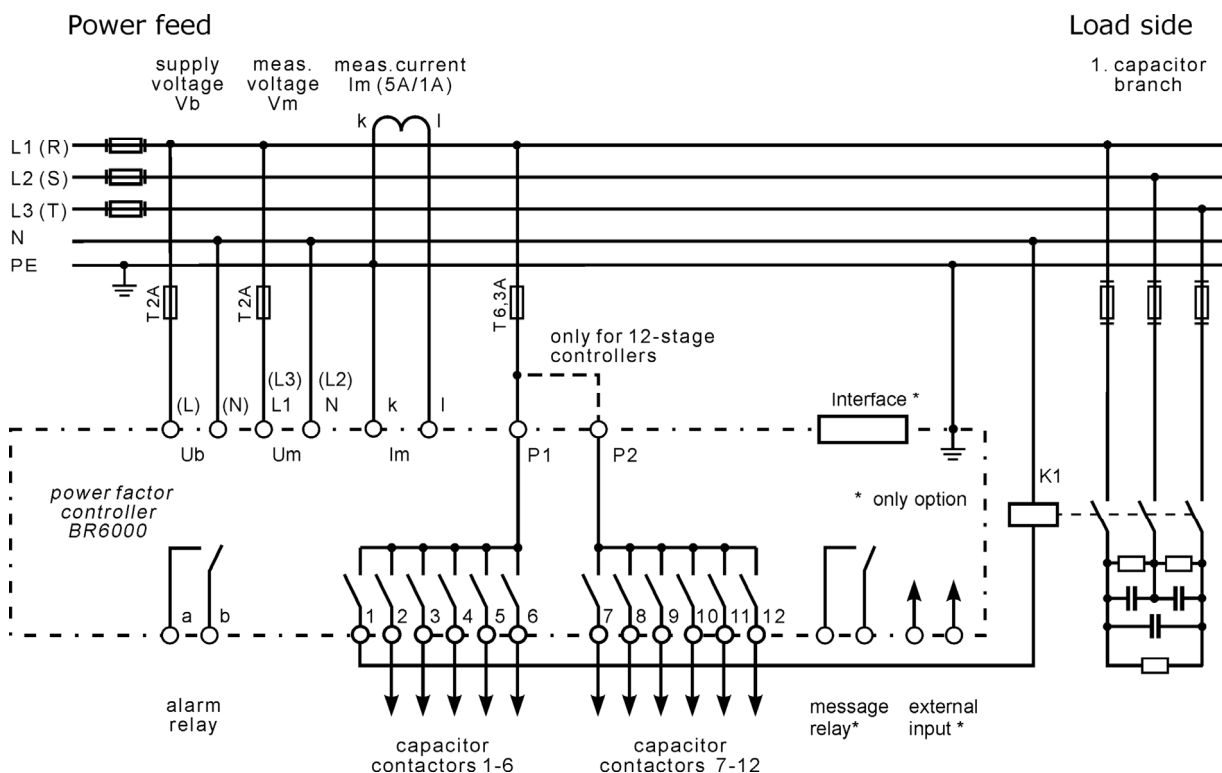 Power feed
Load side
supply
voltage
Vb
meas.
voltage
Vm
meas.current
Im (5A/1A)
1. capacitor
branch
k
l
L1 (R)
L2 (S)
L3 (T)
N
PE
T2A
T2A
T6,3A
only for 12-stage
controllers
(L)
(N)
(L3)
L1
(L2)
N
k
l
Interface *
Ub
Um
Im
P1
P2
K1
power factor
controller
BR6000
* only option
a
b
1
2
3
4
5
6
7
8
9
10
11
12
alarm
relay
capacitor
contactors 1-6
capacitor
contactors 7-12
message
relay*
external
input *